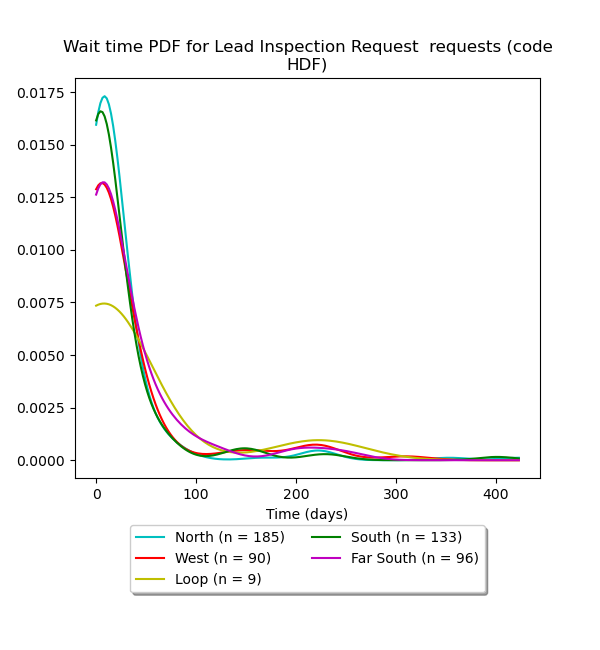 Wait time PDF for Lead Inspection Request  requests (code
HDF)
0.0175
0.0150
0.0125
0.0100
0.0075
0.0050
0.0025
0.0000
0 100 200 300 400
Time (days)
North (n = 185) South (n = 133)
West (n = 90) Far South (n = 96)
Loop (n = 9)